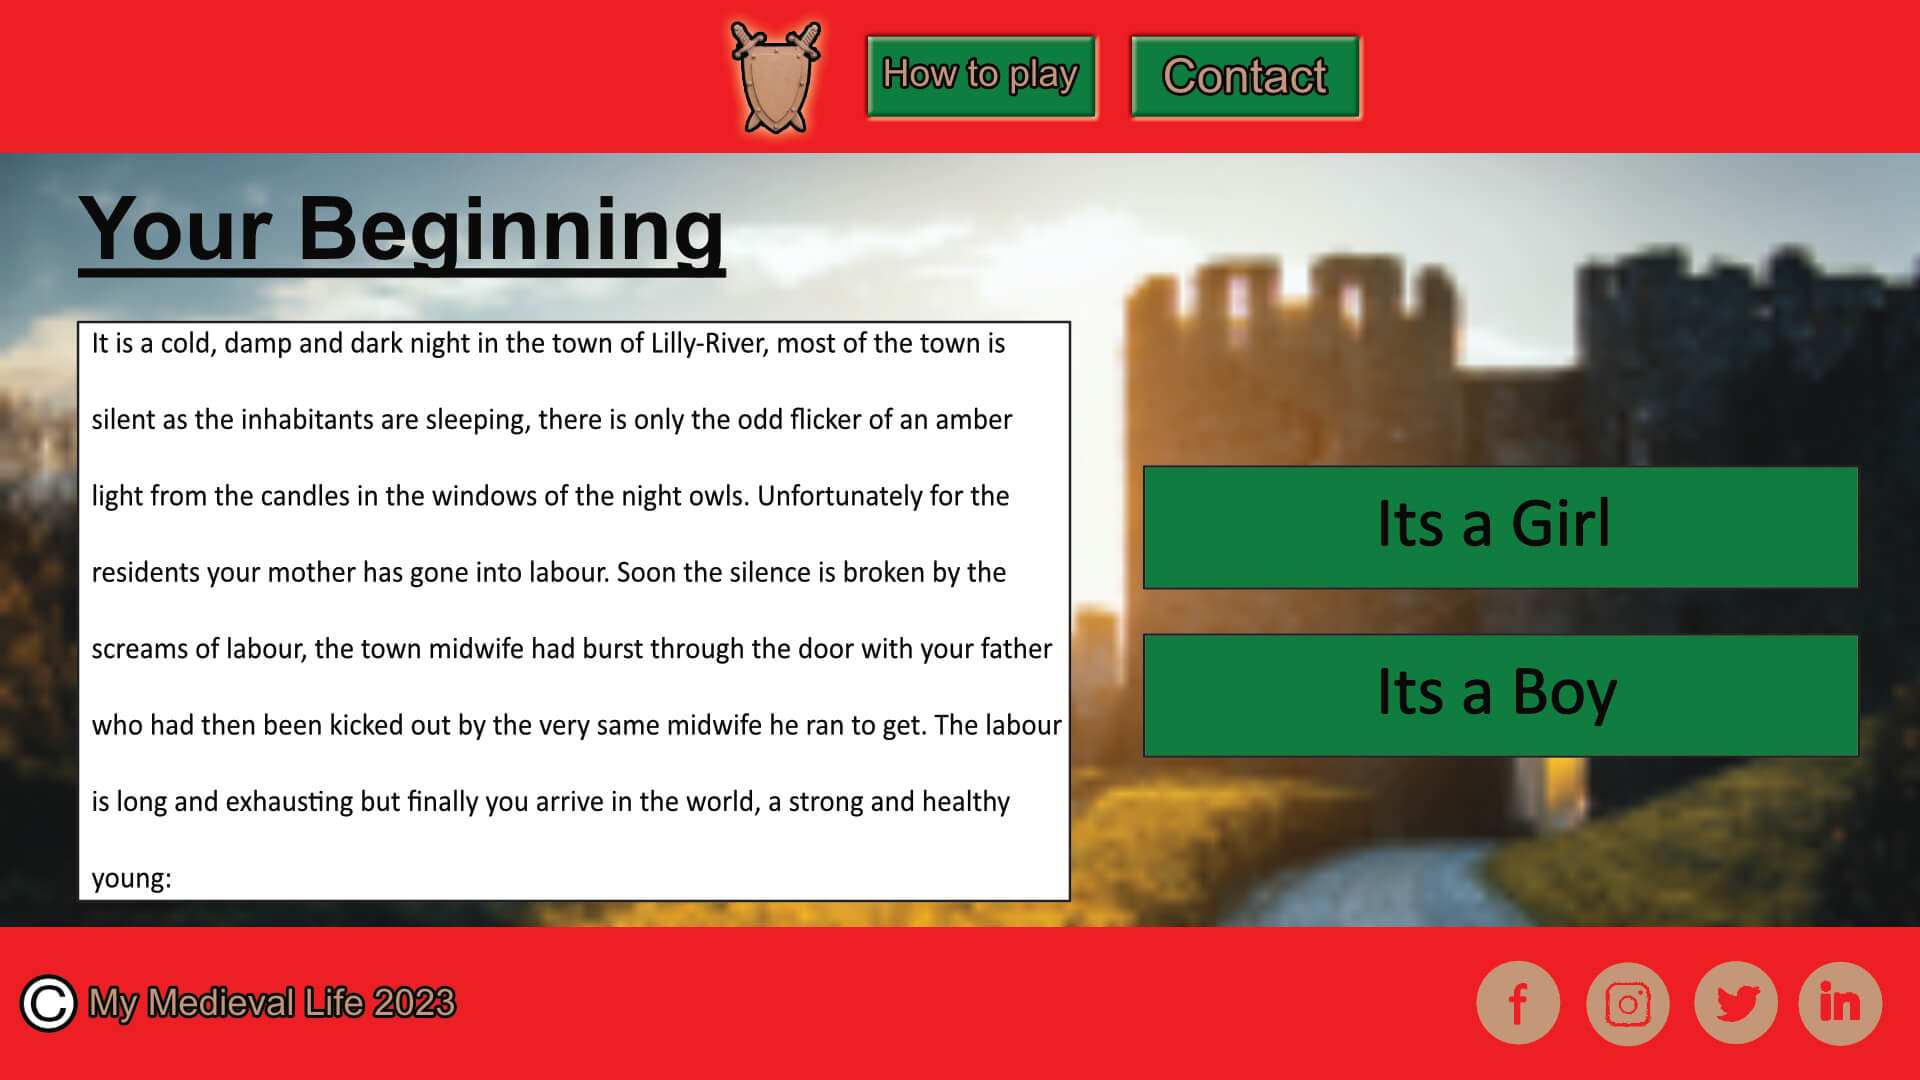 How to play
Contact
Your Beginning
It is a cold, damp and dark night in the town of Lilly-River, most of the town is
silent as the inhabitants are sleeping, there is only the odd flicker of an amber
light from the candles in the windows of the night owls. Unfortunately for the
residents your mother has gone into labour. Soon the silence is broken by the
screams of labour, the town midwife had burst through the door with your father
who had then been kicked out by the very same midwife he ran to get. The labour
is long and exhausting but finally you arrive in the world, a strong and healthy
young:
Its a Girl
Its a Boy
© My Medieval Life 2023
f
in